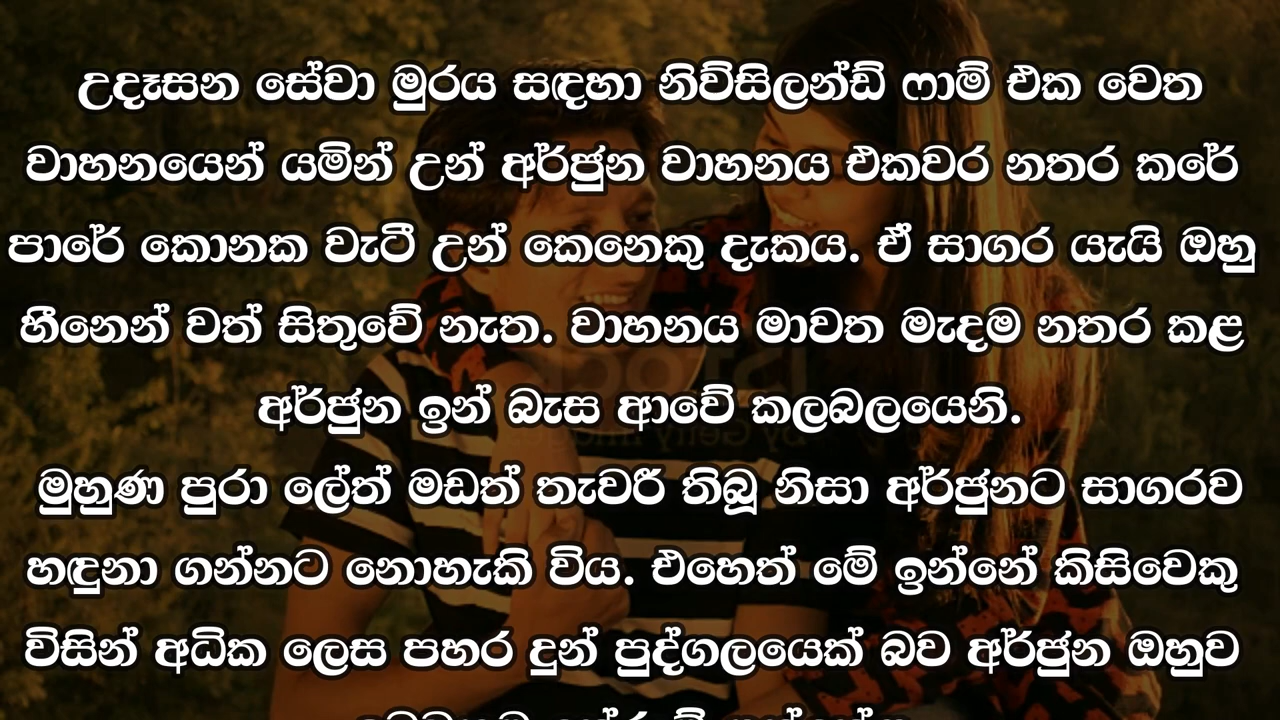 උදෑසන සේවා මුරය සඳහා නිව්සිලන්ඩ් ෆාම් එක වෙත
වාහනයෙන් යමින් උන් අර්ජුන වාහනය එකවර නතර කරේ
පාරේ කොනක වැටී උන් කෙනෙකු දැකය. ඒ සාගර යැයි ඔහු
හීනෙන් වත් සිතුවේ නැත. වාහනය මාවත මැදම නතර කළ
අර්ජුන ඉන් බැස ආවේ කලබලයෙනි.
මුහුණ පුරා ලේත් මඩත් තැවරී තිබූ නිසා අර්ජුනට සාගරව
හඳුනා ගන්නට නොහැකි විය. එහෙත් මේ ඉන්නේ කිසිවෙකු
විසින් අධික ලෙස පහර දුන් පුද්ගලයෙක් බව අර්ජුන ඔහුව